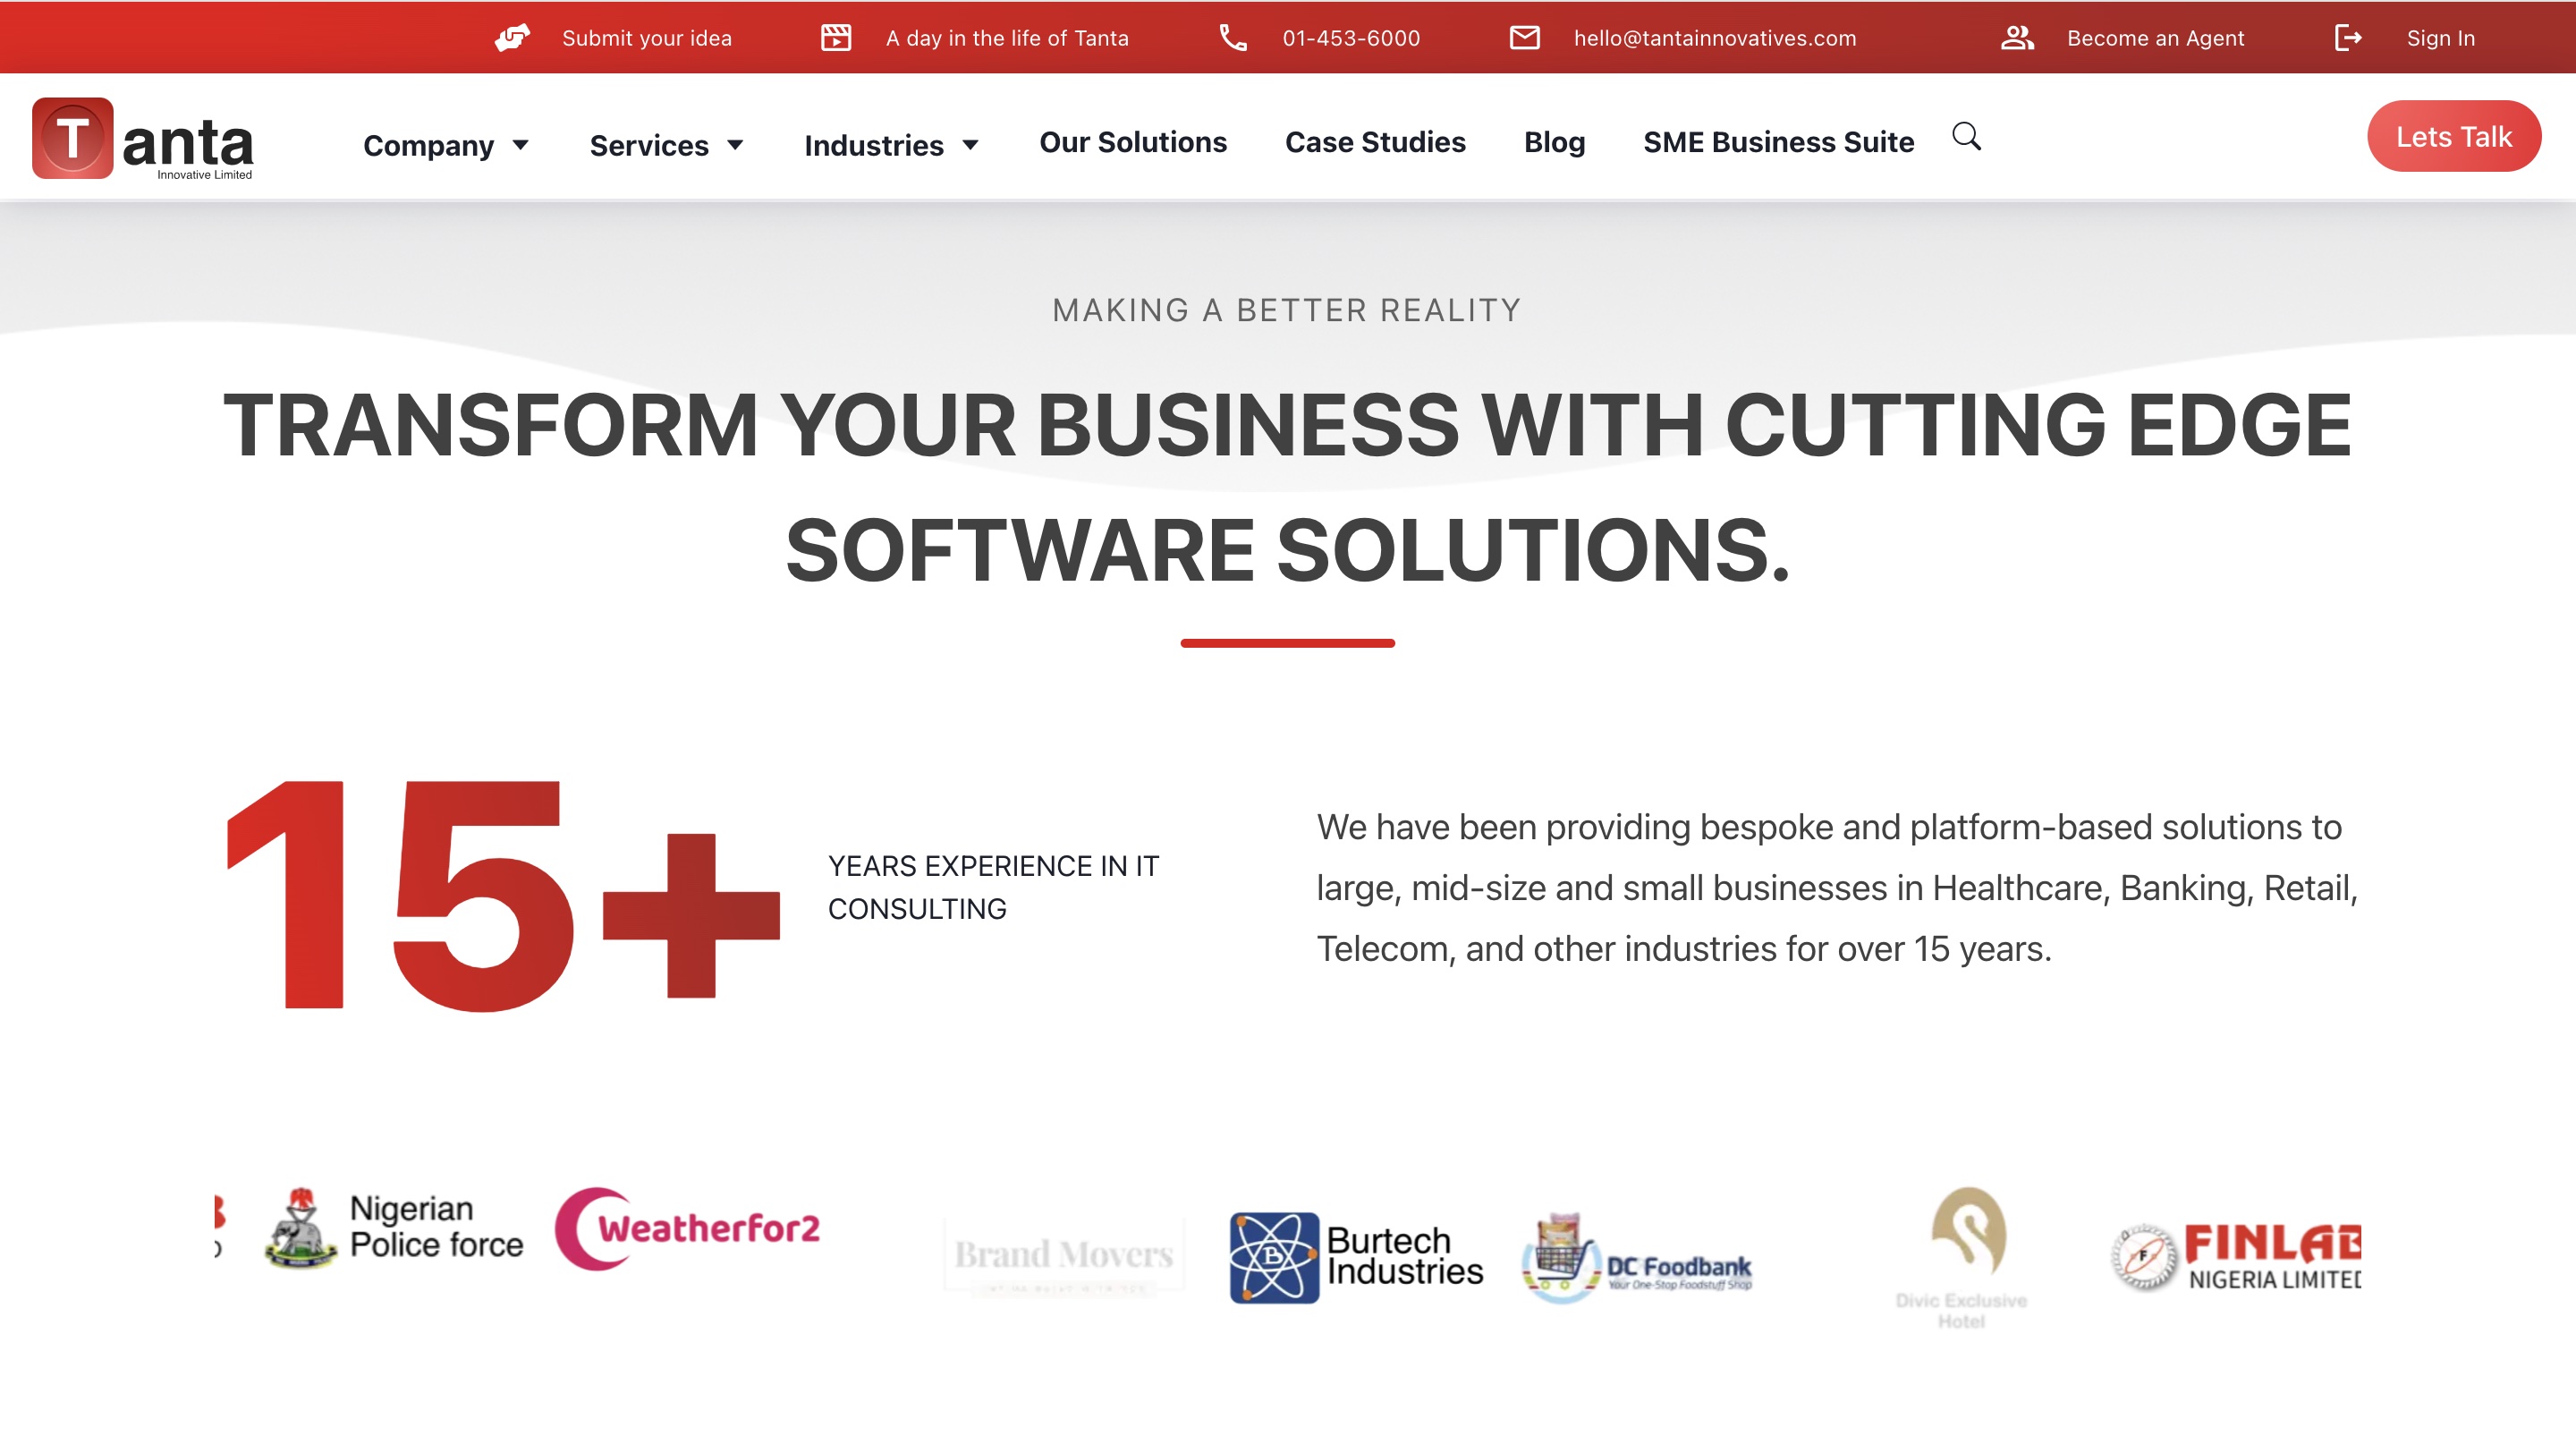 Submit your idea
A day in the life of Tanta
01-453-6000
hello@tantainnovatives.com
Become an Agent
Sign In
Tanta
Innovative Limited
Company
Services
Industries
Our Solutions
Case Studies
Blog
SME Business Suite
Lets Talk
MAKING A BETTER REALITY
TRANSFORM YOUR BUSINESS WITH CUTTING EDGE
SOFTWARE SOLUTIONS.
15+
YEARS EXPERIENCE IN IT
CONSULTING
We have been providing bespoke and platform-based solutions to
large, mid-size and small businesses in Healthcare, Banking, Retail,
Telecom, and other industries for over 15 years.
Nigerian
Police force
Weatherfor2
Brand Movers
B
Burtech
Industries
DC Foodbank
Your One-Stop Foodstuff Shop
Divic Exclusive
Hotel
F
FINLAB
NIGERIA LIMITED